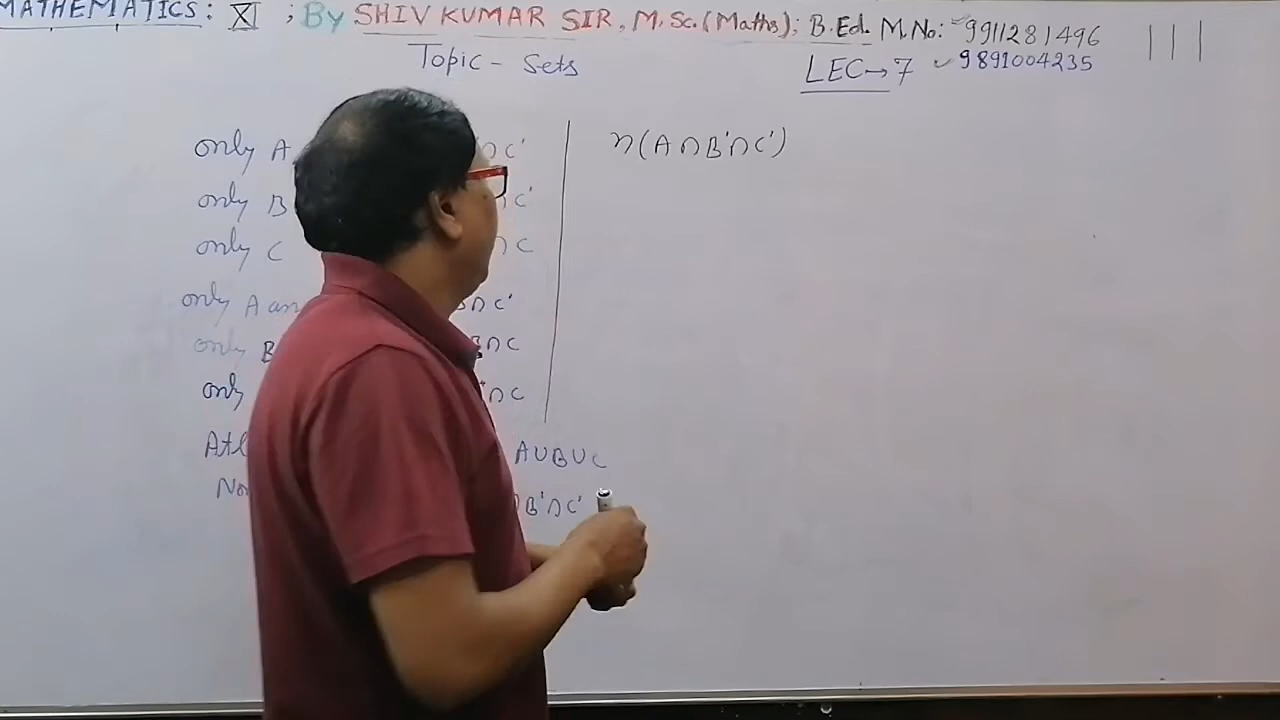 MATHEMATICS: XI ; By SHIV KUMAR SIR, M.Sc.(Maths); B.Ed. M.No: 9911281496
Topic - Sets
LEC→7 9891004235
only A ∩C'
n(A∩B'∩C')
only B
C'
only C
∩C
only A an
B∩C'
only B
B∩C
only
'∩C
Atl
A∪B∪C
No
∩B'∩C'